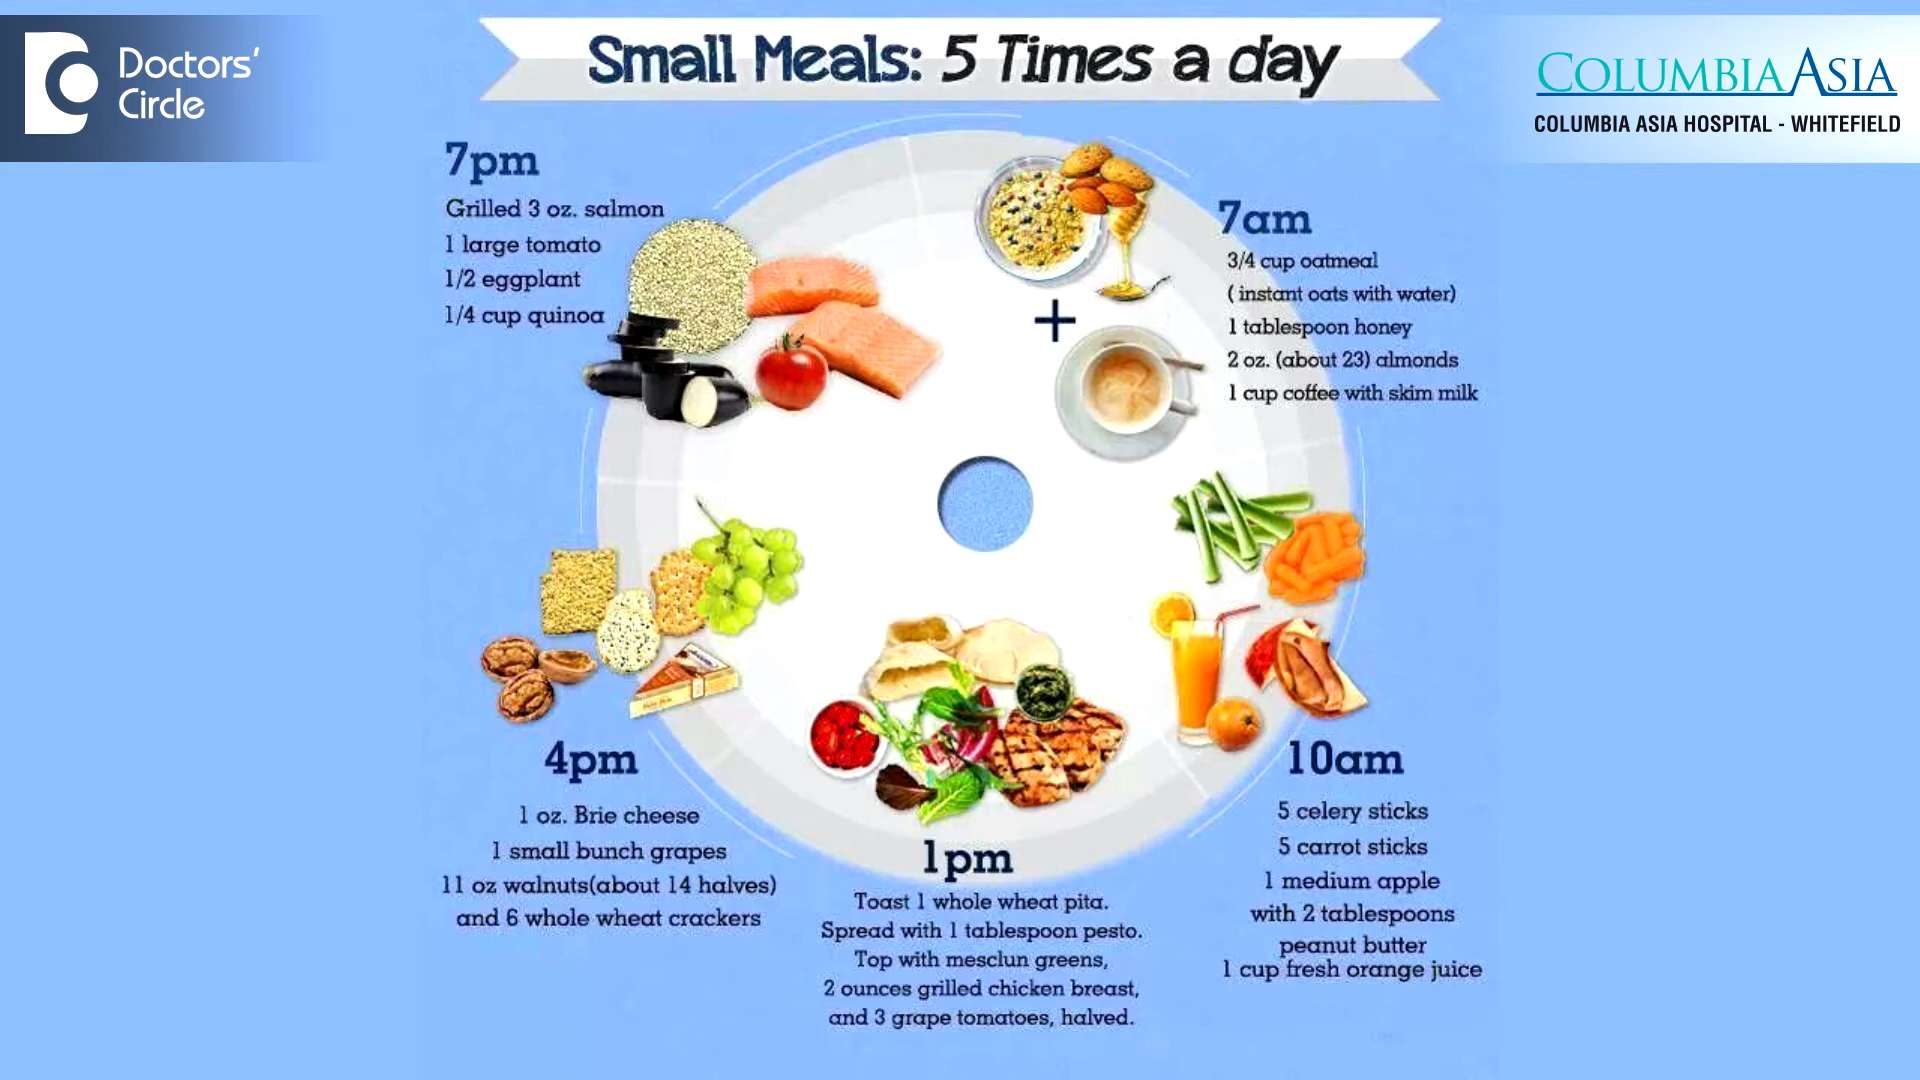 Doctors'
Circle
Small Meals: 5 Times a day
COLUMBIA ASIA
COLUMBIA ASIA HOSPITAL - WHITEFIELD
7am
3/4 cup oatmeal
( instant oats with water)
1 tablespoon honey
2 oz. (about 23) almonds
+
1 cup coffee with skim milk
10am
5 celery sticks
5 carrot sticks
1 medium apple
with 2 tablespoons
peanut butter
1 cup fresh orange juice
1pm
Toast 1 whole wheat pita.
Spread with 1 tablespoon pesto.
Top with mesclun greens,
2 ounces grilled chicken breast,
and 3 grape tomatoes, halved.
4pm
1 oz. Brie cheese
1 small bunch grapes
11 oz walnuts(about 14 halves)
and 6 whole wheat crackers
7pm
Grilled 3 oz. salmon
1 large tomato
1/2 eggplant
1/4 cup quinoa